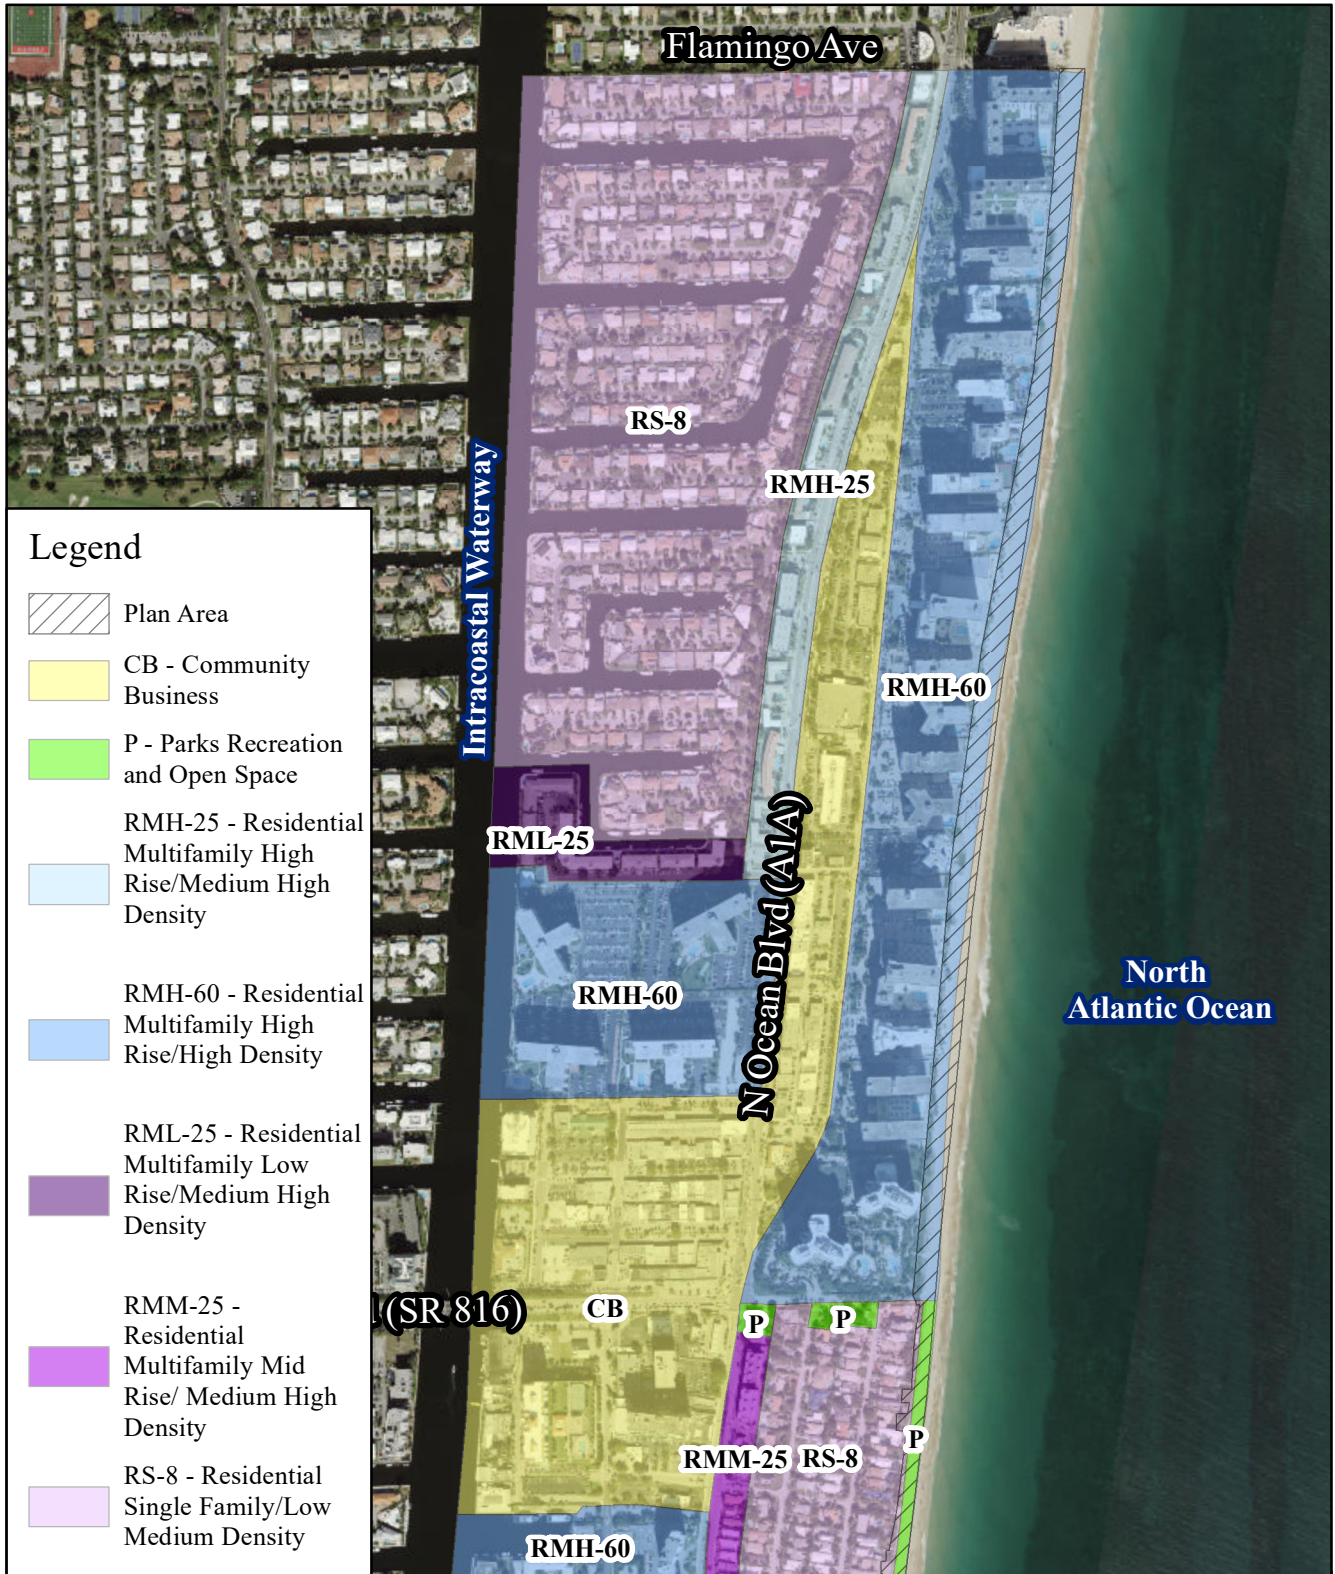 Flamingo Ave
RS-8
RMH-25
Intracoastal Waterway
RMH-60
RML-25
N Ocean Blvd (A1A)
RMH-60
North
Atlantic Ocean
(SR 816)
CB
P
P
P
RMM-25
RS-8
RMH-60
Legend
Plan Area
CB - Community
Business
P - Parks Recreation
and Open Space
RMH-25 - Residential
Multifamily High
Rise/Medium High
Density
RMH-60 - Residential
Multifamily High
Rise/High Density
RML-25 - Residential
Multifamily Low
Rise/Medium High
Density
RMM-25 -
Residential
Multifamily Mid
Rise/ Medium High
Density
RS-8 - Residential
Single Family/Low
Medium Density